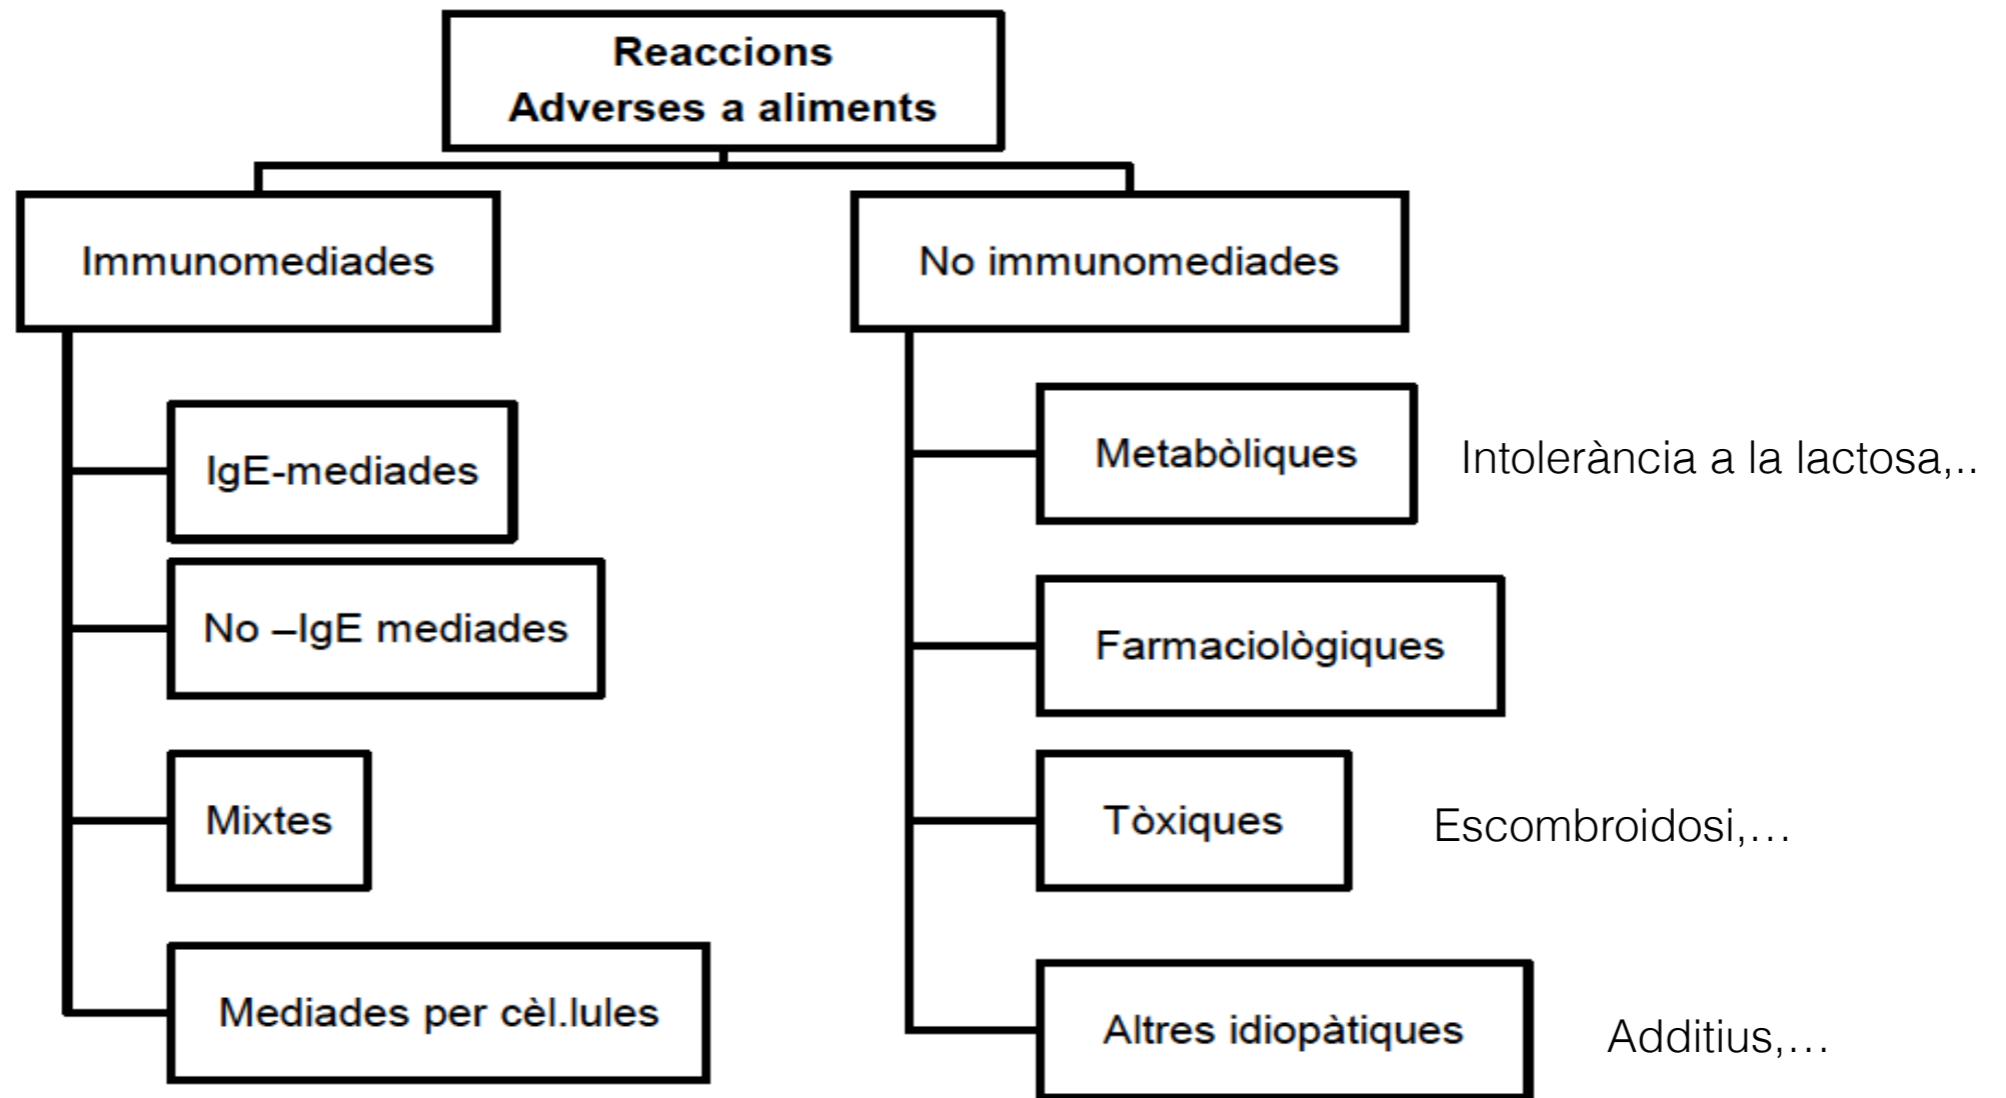 Reaccions
Adverses a aliments
Immunomediades
No immunomediades
IgE-mediades
No –IgE mediades
Mixtes
Mediades per cèl.lules
Metabòliques
Intolerància a la lactosa,..
Farmaciològiques
Tòxiques
Escombroidosi,…
Altres idiopàtiques
Additius,…